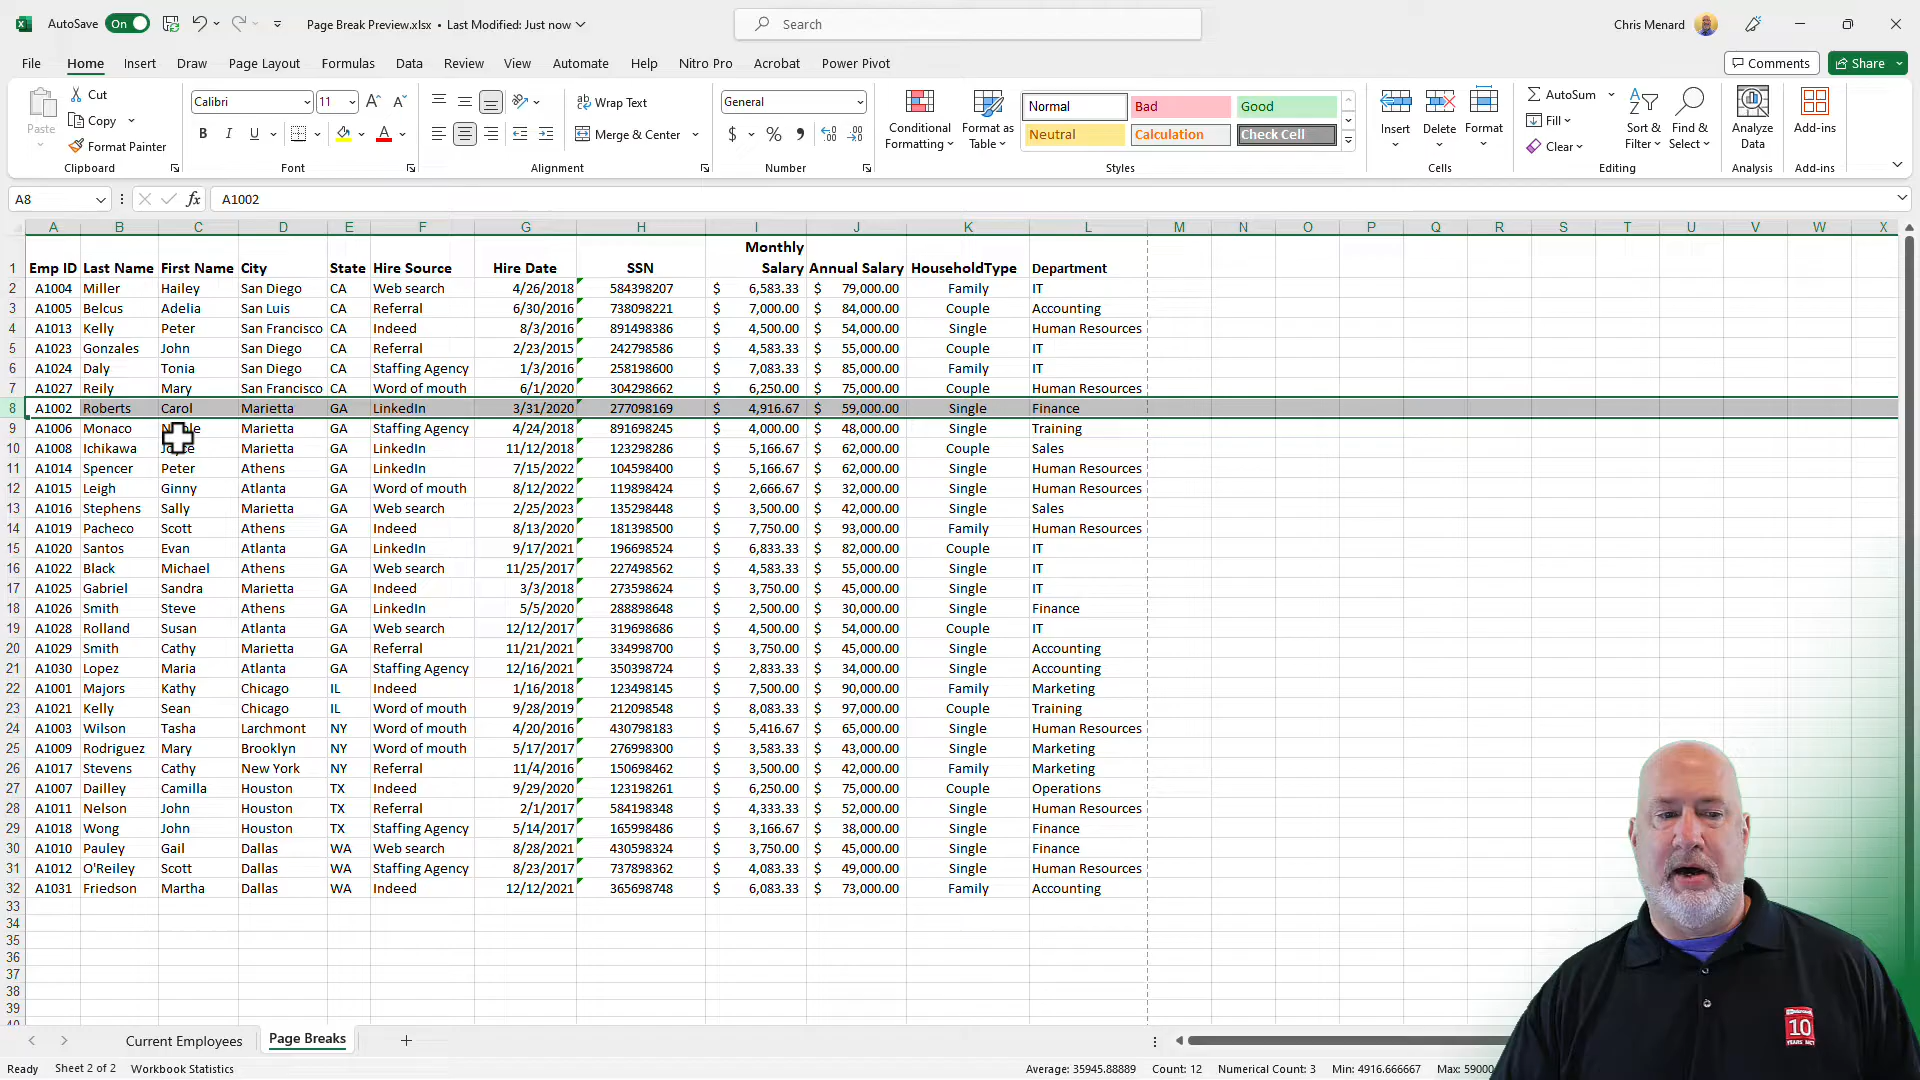 AutoSave On Page Break Preview.xlsx • Last Modified: Just now Search Chris Menard
File Home Insert Draw Page Layout Formulas Data Review View Automate Help Nitro Pro Acrobat Power Pivot Comments Share
Paste Cut Copy Format Painter Clipboard
Calibri 11 B I U A Font
Wrap Text Merge & Center Alignment
General $ % Number
Conditional Formatting Format as Table Normal Bad Good Neutral Calculation Check Cell Styles
Insert Delete Format Cells
AutoSum Fill Clear Sort & Filter Find & Select Editing
Analyze Data Analysis
Add-ins Add-ins
A8 fx A1002
A B C D E F G H I J K L M N O P Q R S T U V W X
Monthly
1 Emp ID Last Name First Name City State Hire Source Hire Date SSN Salary Annual Salary HouseholdType Department
2 A1004 Miller Hailey San Diego CA Web search 4/26/2018 584398207 $ 6,583.33 $ 79,000.00 Family IT
3 A1005 Belcus Adelia San Luis CA Referral 6/30/2016 738098221 $ 7,000.00 $ 84,000.00 Couple Accounting
4 A1013 Kelly Peter San Francisco CA Indeed 8/3/2016 891498386 $ 4,500.00 $ 54,000.00 Single Human Resources
5 A1023 Gonzales John San Diego CA Referral 2/23/2015 242798586 $ 4,583.33 $ 55,000.00 Couple IT
6 A1024 Daly Tonia San Diego CA Staffing Agency 1/3/2016 258198600 $ 7,083.33 $ 85,000.00 Family IT
7 A1027 Reily Mary San Francisco CA Word of mouth 6/1/2020 304298662 $ 6,250.00 $ 75,000.00 Couple Human Resources
8 A1002 Roberts Carol Marietta GA LinkedIn 3/31/2020 277098169 $ 4,916.67 $ 59,000.00 Single Finance
9 A1006 Monaco Marietta GA Staffing Agency 4/24/2018 891698245 $ 4,000.00 $ 48,000.00 Single Training
10 A1008 Ichikawa Joyce Marietta GA LinkedIn 11/12/2018 123298286 $ 5,166.67 $ 62,000.00 Couple Sales
11 A1014 Spencer Peter Athens GA LinkedIn 7/15/2022 104598400 $ 5,166.67 $ 62,000.00 Single Human Resources
12 A1015 Leigh Ginny Atlanta GA Word of mouth 8/12/2022 119898424 $ 2,666.67 $ 32,000.00 Single Human Resources
13 A1016 Stephens Sally Marietta GA Web search 2/25/2023 135298448 $ 3,500.00 $ 42,000.00 Single Sales
14 A1019 Pacheco Scott Athens GA Indeed 8/13/2020 181398500 $ 7,750.00 $ 93,000.00 Family Human Resources
15 A1020 Santos Evan Atlanta GA LinkedIn 9/17/2021 196698524 $ 6,833.33 $ 82,000.00 Couple IT
16 A1022 Black Michael Athens GA Web search 11/25/2017 227498562 $ 4,583.33 $ 55,000.00 Single IT
17 A1025 Gabriel Sandra Marietta GA Indeed 3/3/2018 273598624 $ 3,750.00 $ 45,000.00 Single IT
18 A1026 Smith Steve Athens GA LinkedIn 5/5/2020 288898648 $ 2,500.00 $ 30,000.00 Single Finance
19 A1028 Rolland Susan Atlanta GA Web search 12/12/2017 319698686 $ 4,500.00 $ 54,000.00 Couple IT
20 A1029 Smith Cathy Marietta GA Referral 11/21/2021 334998700 $ 3,750.00 $ 45,000.00 Single Accounting
21 A1030 Lopez Maria Atlanta GA Staffing Agency 12/16/2021 350398724 $ 2,833.33 $ 34,000.00 Single Accounting
22 A1001 Majors Kathy Chicago IL Indeed 1/16/2018 123498145 $ 7,500.00 $ 90,000.00 Family Marketing
23 A1021 Kelly Sean Chicago IL Word of mouth 9/28/2019 212098548 $ 8,083.33 $ 97,000.00 Couple Training
24 A1003 Wilson Tasha Larchmont NY Word of mouth 4/20/2016 430798183 $ 5,416.67 $ 65,000.00 Single Human Resources
25 A1009 Rodriguez Mary Brooklyn NY Word of mouth 5/17/2017 276998300 $ 3,583.33 $ 43,000.00 Single Marketing
26 A1017 Stevens Cathy New York NY Referral 11/4/2016 150698462 $ 3,500.00 $ 42,000.00 Family Marketing
27 A1007 Dailley Camilla Houston TX Indeed 9/29/2020 123198261 $ 6,250.00 $ 75,000.00 Couple Operations
28 A1011 Nelson John Houston TX Referral 2/1/2017 584198348 $ 4,333.33 $ 52,000.00 Single Human Resources
29 A1018 Wong John Houston TX Staffing Agency 5/14/2017 165998486 $ 3,166.67 $ 38,000.00 Single Finance
30 A1010 Pauley Gail Dallas WA Web search 8/28/2021 430598324 $ 3,750.00 $ 45,000.00 Single Finance
31 A1012 O'Reiley Scott Dallas WA Staffing Agency 8/23/2017 737898362 $ 4,083.33 $ 49,000.00 Single Human Resources
32 A1031 Friedson Martha Dallas WA Indeed 12/12/2021 365698748 $ 6,083.33 $ 73,000.00 Family Accounting
33
34
35
36
37
38
39
10
Current Employees Page Breaks
Ready Sheet 2 of 2 Workbook Statistics Average: 35945.88889 Count: 12 Numerical Count: 3 Min: 4916.666667 Max: 59000